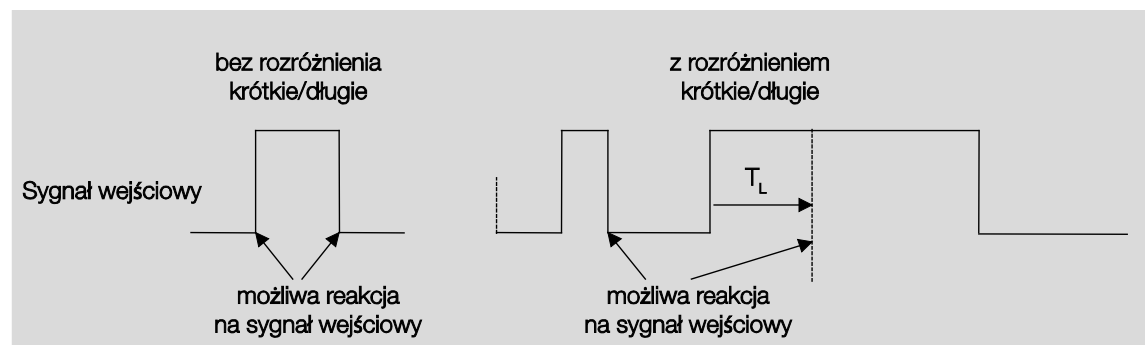 bez rozróżnienia
krótkie/długie
z rozróżnieniem
krótkie/długie
Sygnał wejściowy
TL
możliwa reakcja
na sygnał wejściowy
możliwa reakcja
na sygnał wejściowy